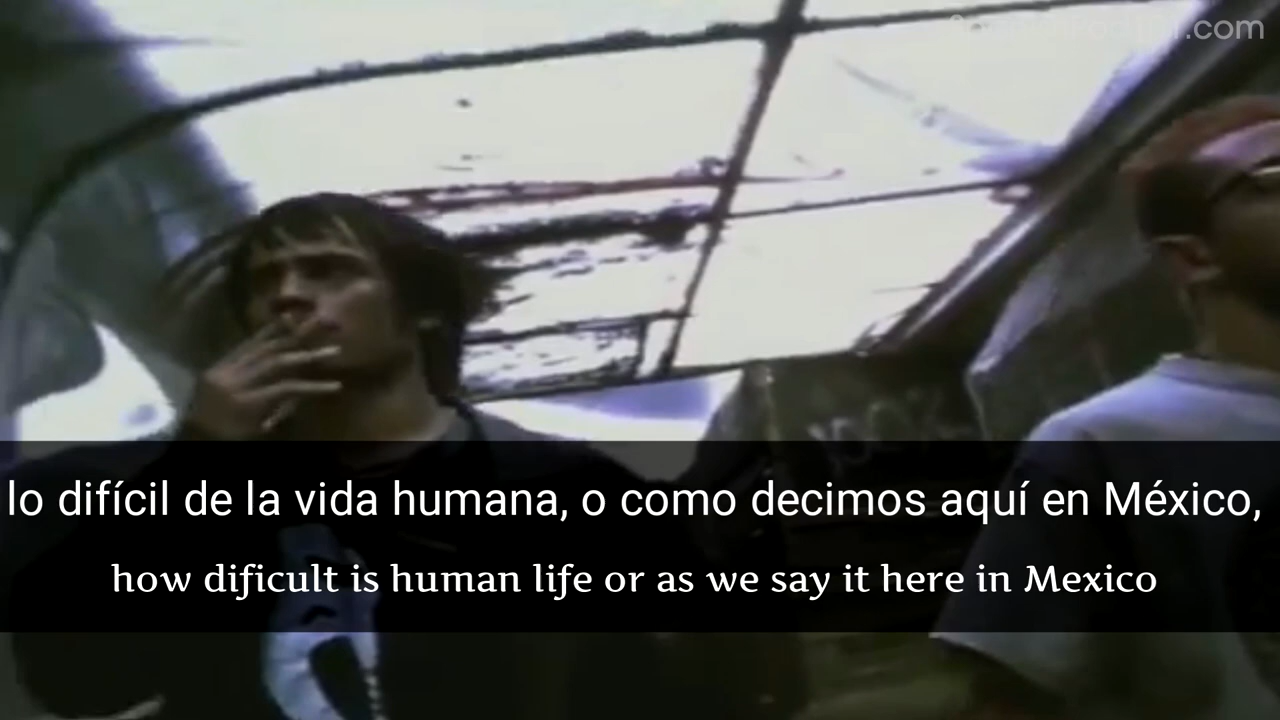 lo difícil de la vida humana, o como decimos aquí en México,
how dificult is human life or as we say it here in Mexico